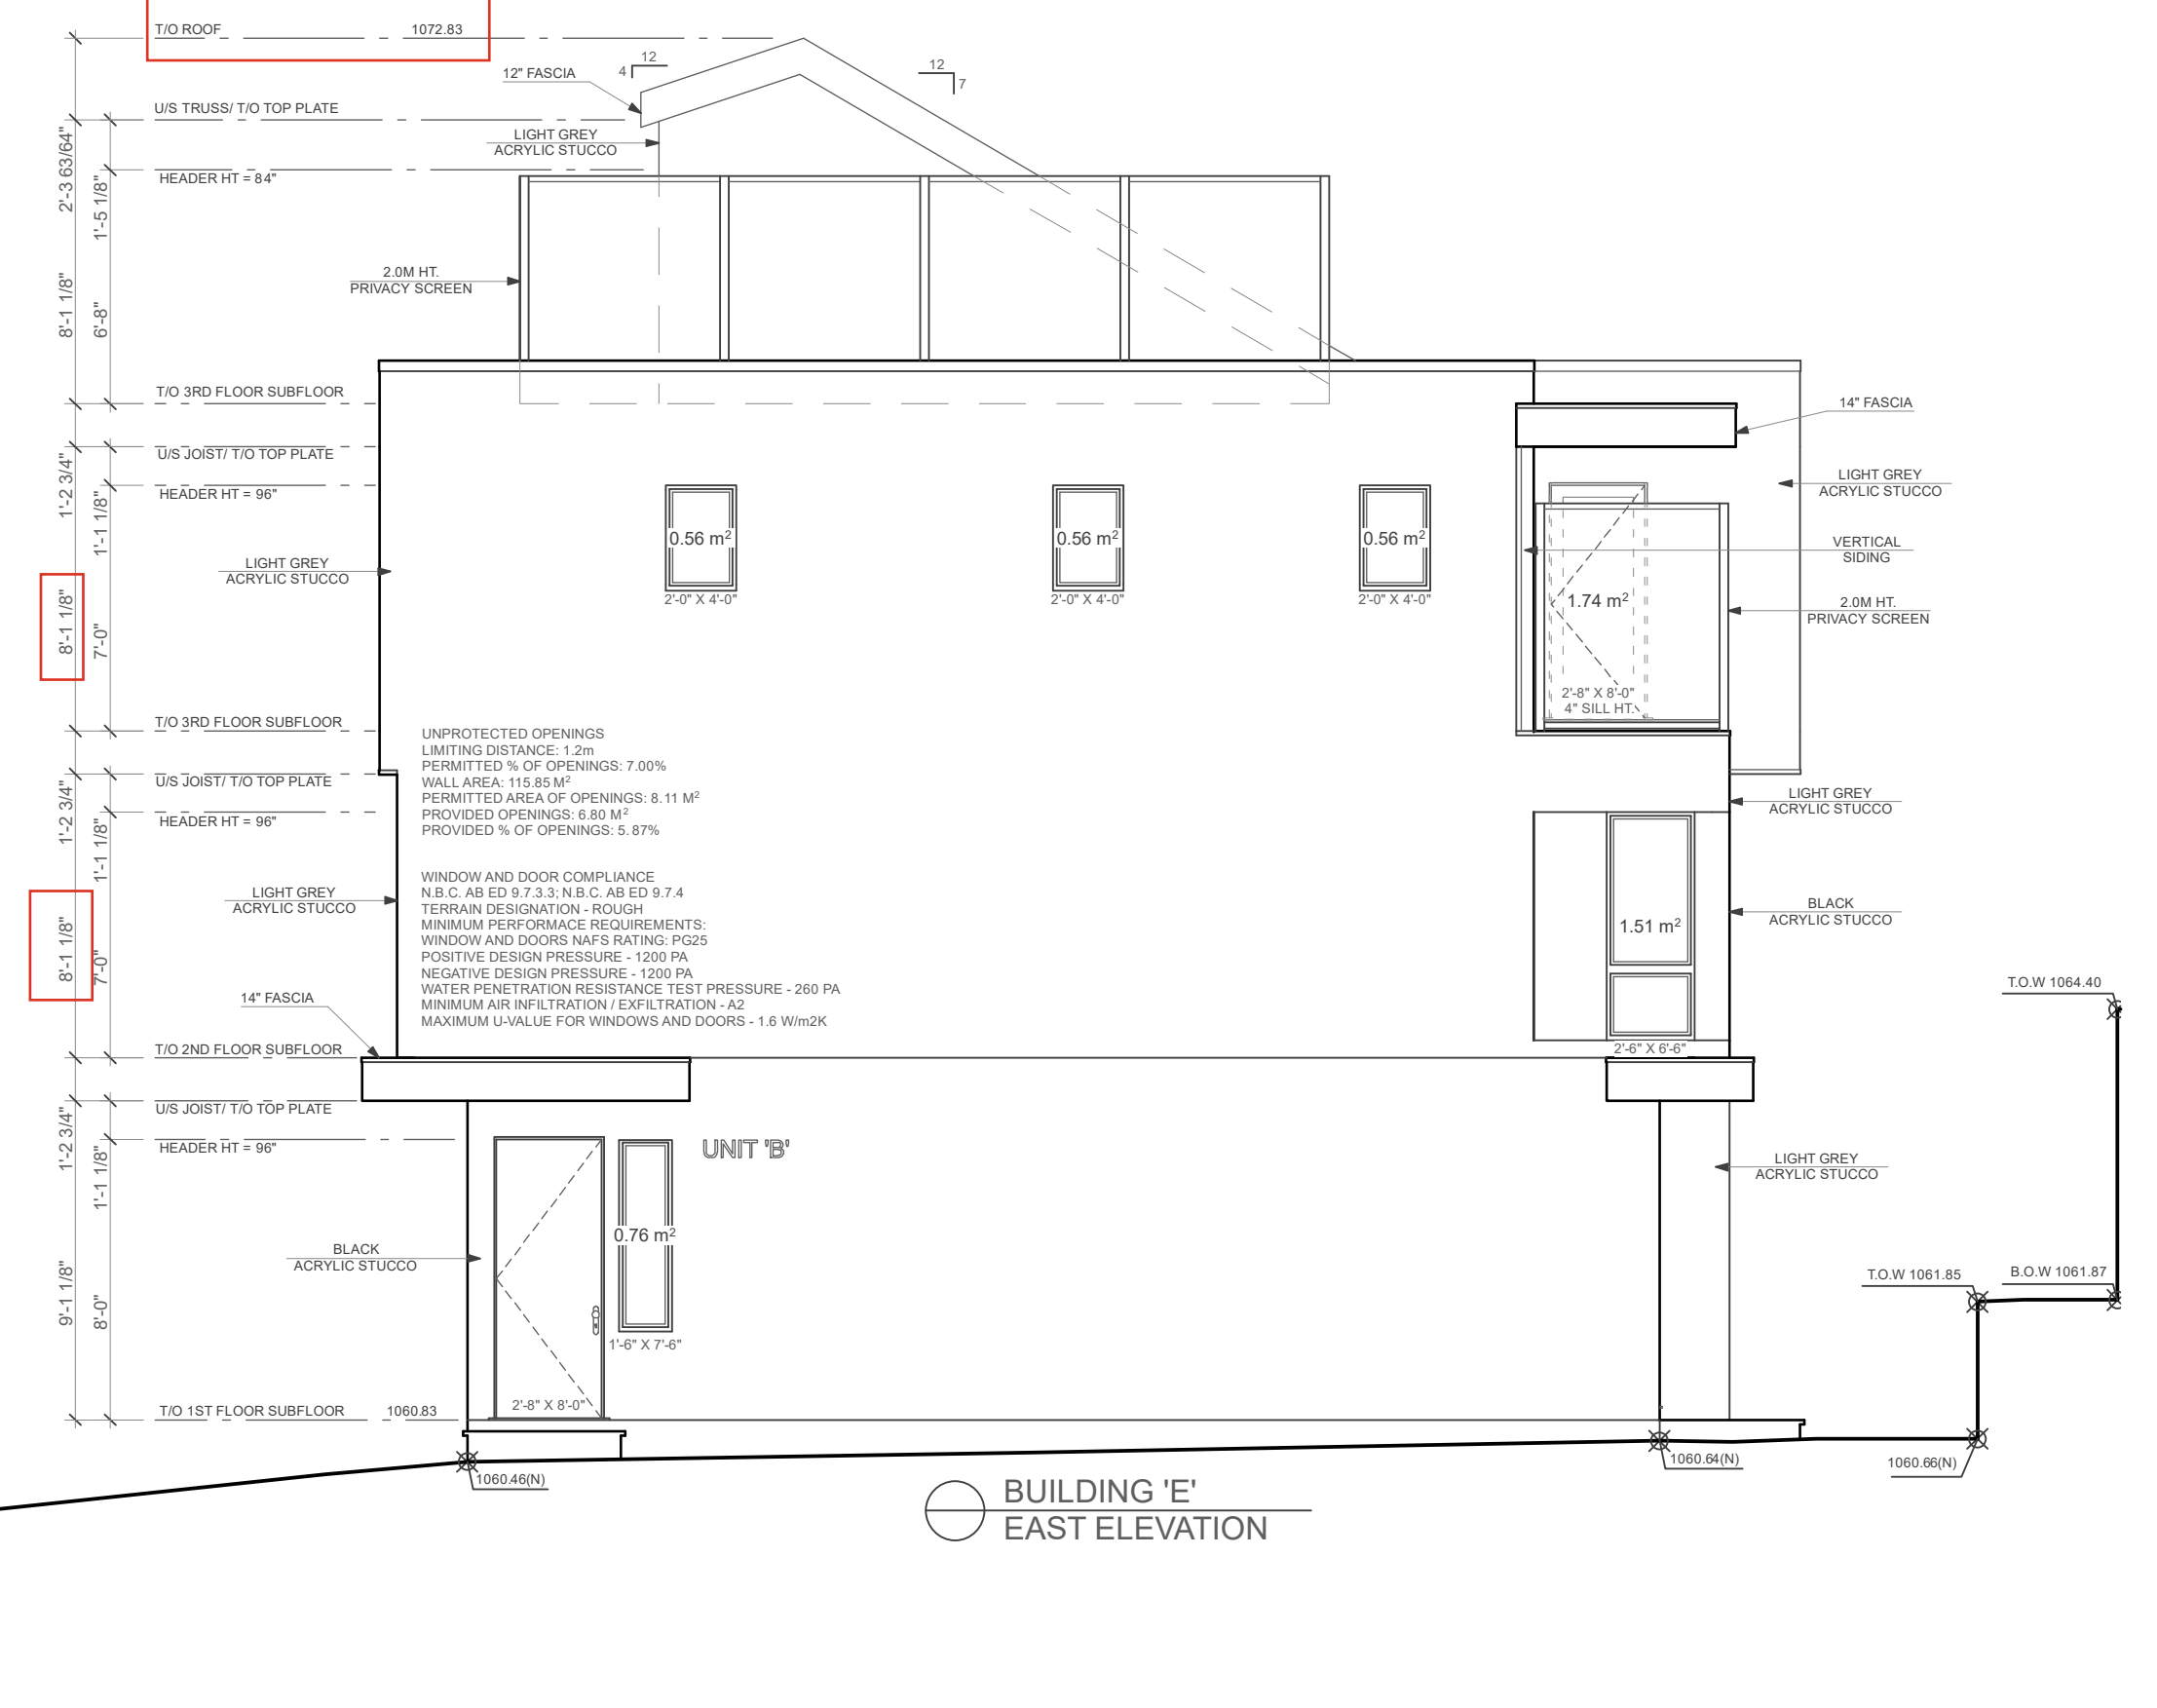 T/O ROOF 1072.83
12
4
12
7
12" FASCIA
U/S TRUSS/ T/O TOP PLATE
LIGHT GREY
ACRYLIC STUCCO
HEADER HT = 84"
2'-3 63/64"
1'-5 1/8"
2.0M HT.
PRIVACY SCREEN
8'-1 1/8"
6'-8"
T/O 3RD FLOOR SUBFLOOR
14" FASCIA
U/S JOIST/ T/O TOP PLATE
1'-2 3/4"
HEADER HT = 96"
1'-1 1/8"
LIGHT GREY
ACRYLIC STUCCO
0.56 m²
0.56 m²
0.56 m²
VERTICAL
SIDING
LIGHT GREY
ACRYLIC STUCCO
2'-0" X 4'-0"
2'-0" X 4'-0"
2'-0" X 4'-0"
1.74 m²
2.0M HT.
PRIVACY SCREEN
8'-1 1/8"
7'-0"
2'-8" X 8'-0"
4" SILL HT.
T/O 3RD FLOOR SUBFLOOR
UNPROTECTED OPENINGS
LIMITING DISTANCE: 1.2m
PERMITTED % OF OPENINGS: 7.00%
WALL AREA: 115.85 M²
PERMITTED AREA OF OPENINGS: 8.11 M²
PROVIDED OPENINGS: 6.80 M²
PROVIDED % OF OPENINGS: 5.87%
U/S JOIST/ T/O TOP PLATE
1'-2 3/4"
HEADER HT = 96"
1'-1 1/8"
LIGHT GREY
ACRYLIC STUCCO
WINDOW AND DOOR COMPLIANCE
N.B.C. AB ED 9.7.3.3; N.B.C. AB ED 9.7.4
TERRAIN DESIGNATION - ROUGH
MINIMUM PERFORMACE REQUIREMENTS:
WINDOW AND DOORS NAFS RATING: PG25
POSITIVE DESIGN PRESSURE - 1200 PA
NEGATIVE DESIGN PRESSURE - 1200 PA
WATER PENETRATION RESISTANCE TEST PRESSURE - 260 PA
MINIMUM AIR INFILTRATION / EXFILTRATION - A2
MAXIMUM U-VALUE FOR WINDOWS AND DOORS - 1.6 W/m2K
LIGHT GREY
ACRYLIC STUCCO
8'-1 1/8"
7'-0"
1.51 m²
BLACK
ACRYLIC STUCCO
14" FASCIA
T.O.W 1064.40
T/O 2ND FLOOR SUBFLOOR
2'-6" X 6'-6"
U/S JOIST/ T/O TOP PLATE
1'-2 3/4"
HEADER HT = 96"
1'-1 1/8"
UNIT 'B'
LIGHT GREY
ACRYLIC STUCCO
0.76 m²
BLACK
ACRYLIC STUCCO
9'-1 1/8"
8'-0"
T.O.W 1061.85
B.O.W 1061.87
1'-6" X 7'-6"
2'-8" X 8'-0"
T/O 1ST FLOOR SUBFLOOR 1060.83
1060.46(N)
1060.64(N)
1060.66(N)
BUILDING 'E'
EAST ELEVATION